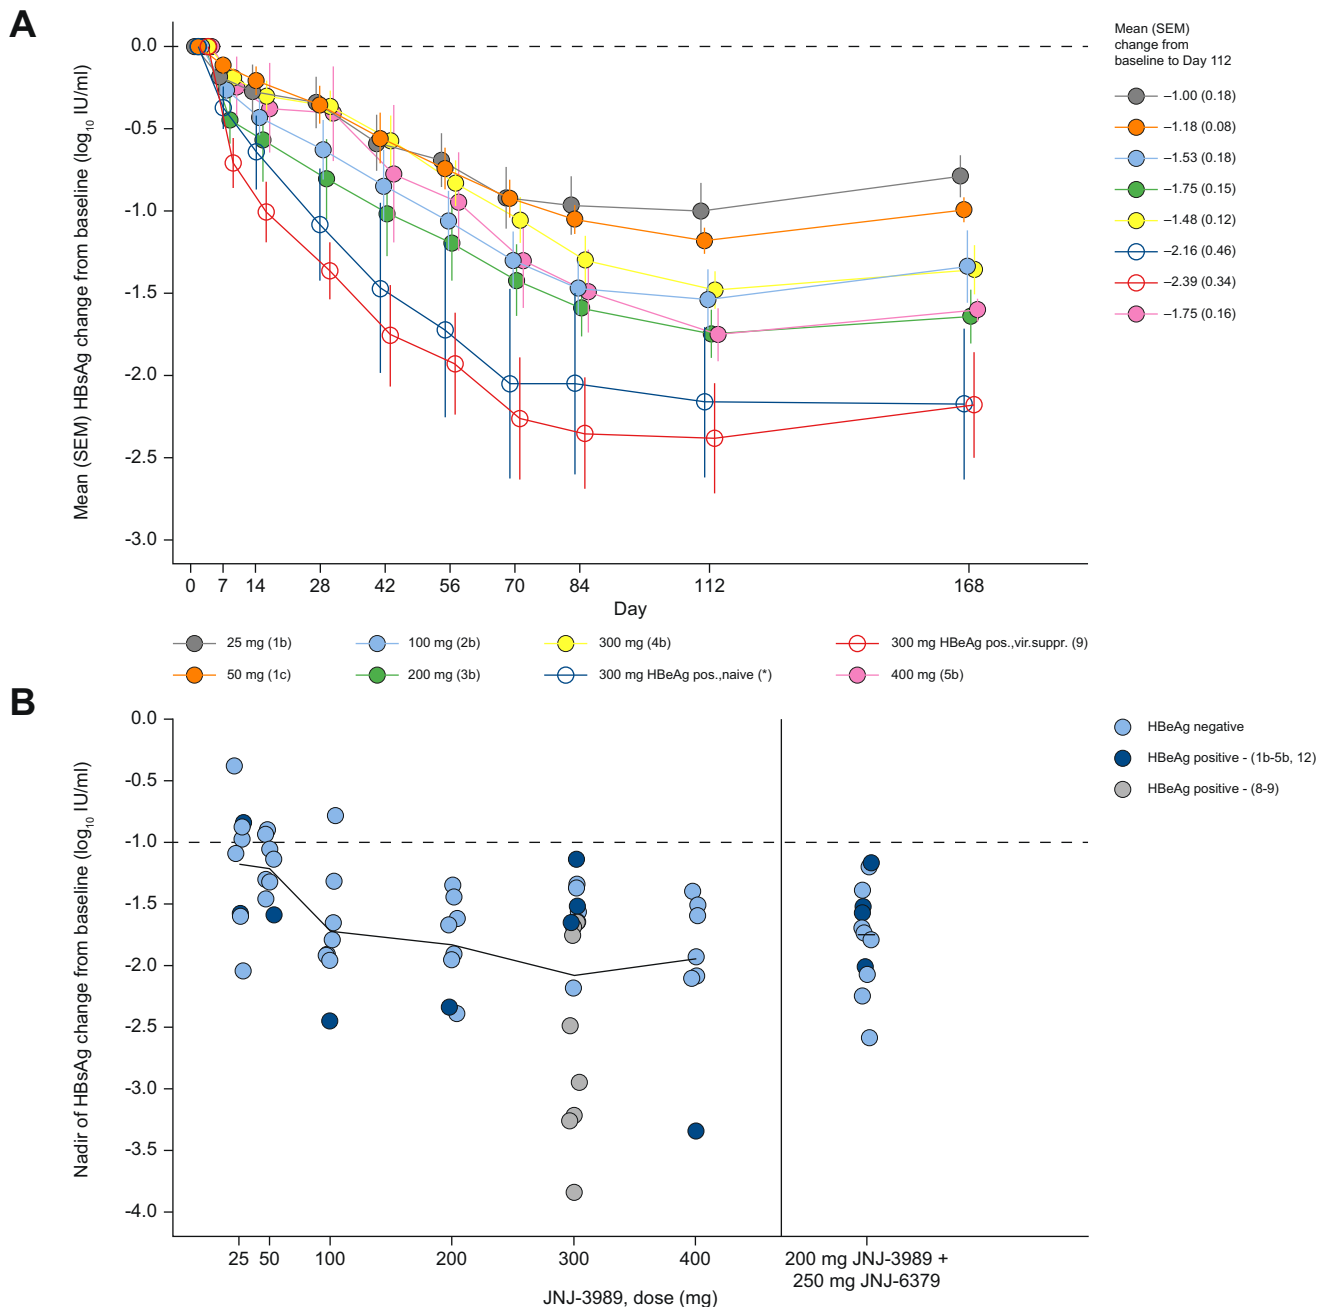 A
Mean (SEM) HBsAg change from baseline (log10 IU/ml)
0.0
-0.5
-1.0
-1.5
-2.0
-2.5
-3.0
0 7 14 28 42 56 70 84 112 168
Day
Mean (SEM)
change from
baseline to Day 112
–1.00 (0.18)
–1.18 (0.08)
–1.53 (0.18)
–1.75 (0.15)
–1.48 (0.12)
–2.16 (0.46)
–2.39 (0.34)
–1.75 (0.16)
25 mg (1b) 100 mg (2b) 300 mg (4b) 300 mg HBeAg pos.,vir.suppr. (9)
50 mg (1c) 200 mg (3b) 300 mg HBeAg pos.,naive (*) 400 mg (5b)
B
Nadir of HBsAg change from baseline (log10 IU/ml)
0.0
-0.5
-1.0
-1.5
-2.0
-2.5
-3.0
-3.5
-4.0
25 50 100 200 300 400 200 mg JNJ-3989 +
250 mg JNJ-6379
JNJ-3989, dose (mg)
HBeAg negative
HBeAg positive - (1b-5b, 12)
HBeAg positive - (8-9)